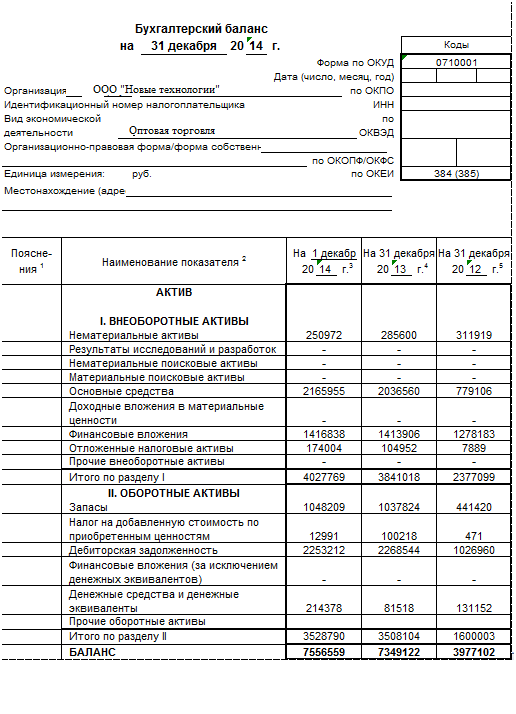 Бухгалтерский баланс
на 31 декабря 20 14 г.
Коды
Форма по ОКУД 0710001
Дата (число, месяц, год)
Организация ООО "Новые технологии" по ОКПО
Идентификационный номер налогоплательщика ИНН
Вид экономической по
деятельности Оптовая торговля ОКВЭД
Организационно-правовая форма/форма собственн
по ОКОПФ/ОКФС
Единица измерения: руб. по ОКЕИ 384 (385)
Местонахождение (адре
Поясне- На 1 декабр На 31 декабря На 31 декабря
ния 1 Наименование показателя 2 20 14 г.3 20 13 г.4 20 12 г.5
АКТИВ
I. ВНЕОБОРОТНЫЕ АКТИВЫ
Нематериальные активы 250972 285600 311919
Результаты исследований и разработок - - -
Нематериальные поисковые активы - - -
Материальные поисковые активы - - -
Основные средства 2165955 2036560 779106
Доходные вложения в материальные
ценности - - -
Финансовые вложения 1416838 1413906 1278183
Отложенные налоговые активы 174004 104952 7889
Прочие внеоборотные активы - - -
Итого по разделу I 4027769 3841018 2377099
II. ОБОРОТНЫЕ АКТИВЫ
Запасы 1048209 1037824 441420
Налог на добавленную стоимость по
приобретенным ценностям 12991 100218 471
Дебиторская задолженность 2253212 2268544 1026960
Финансовые вложения (за исключением
денежных эквивалентов) - - -
Денежные средства и денежные
эквиваленты 214378 81518 131152
Прочие оборотные активы
Итого по разделу II 3528790 3508104 1600003
БАЛАНС 7556559 7349122 3977102